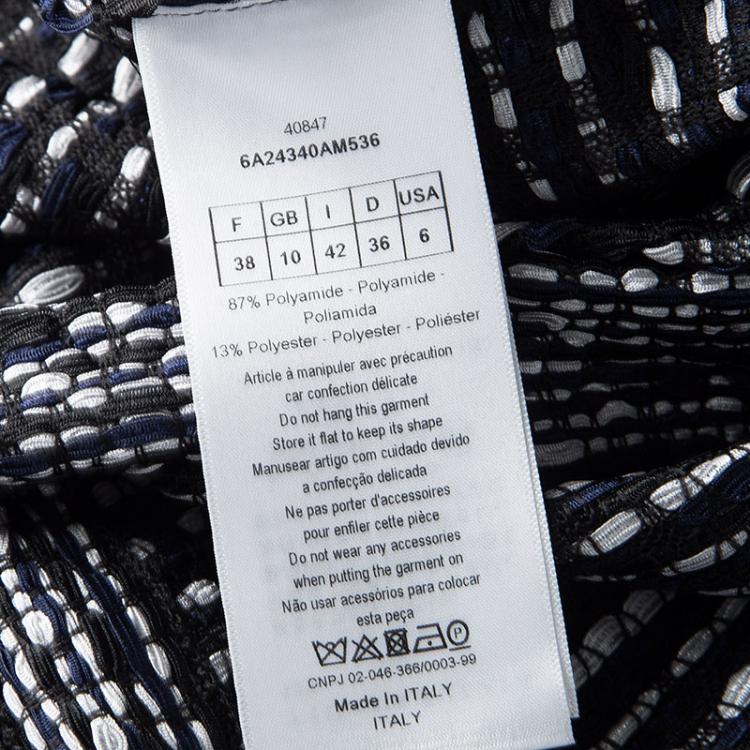 40847
6A24340AM536
F GB I D USA
38 10 42 36 6
87% Polyamide - Polyamide -
Poliamida
13% Polyester - Polyester - Poliéster
Article à manipuler avec précaution
car confection délicate
Do not hang this garment
Store it flat to keep its shape
Manusear artigo com cuidado devido
a confecção delicada
Ne pas porter d'accessoires
pour enfiler cette pièce
Do not wear any accessories
when putting the garment on
Não usar acessórios para colocar
esta peça
P
CNPJ 02-046-366/0003-99
Made In ITALY
ITALY